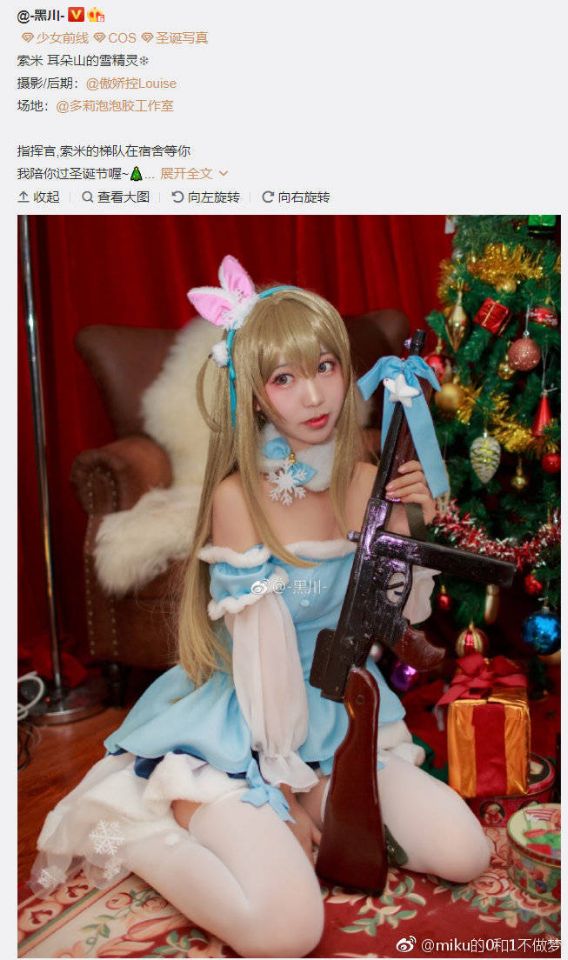 @-黑川-
少女前线 COS 圣诞写真
索米 耳朵山的雪精灵❄
摄影/后期：@傲娇控Louise
场地：@多莉泡泡胶工作室
指挥官,索米的梯队在宿舍等你
我陪你过圣诞节喔~🎄... 展开全文
收起 查看大图 向左旋转 向右旋转
@-黑川-
@miku的0和1不做梦